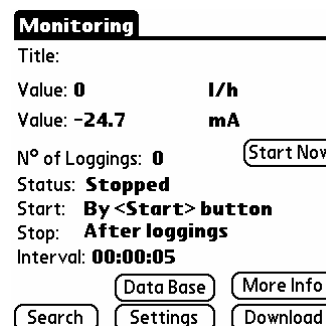 Monitoring
Title:
Value: 0 l/h
Value: -24.7 mA
Nº of Loggings: 0 Start Now
Status: Stopped
Start: By <Start> button
Stop: After loggings
Interval: 00:00:05
Data Base More Info
Search Settings Download